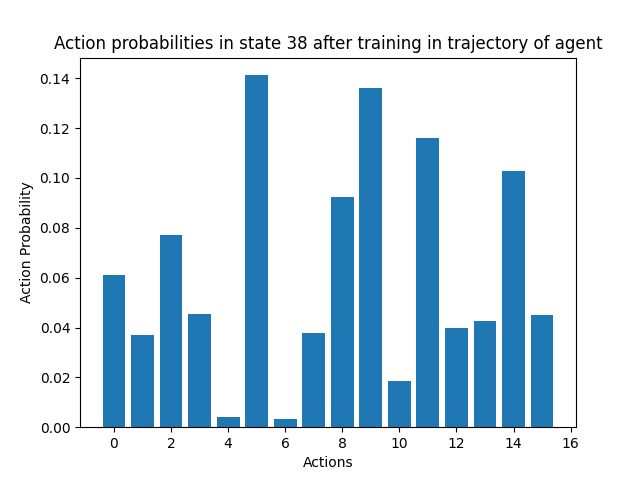 Action probabilities in state 38 after training in trajectory of agent
0.14
0.12
0.10
0.08
0.06
0.04
0.02
0.00
Action Probability
0 2 4 6 8 10 12 14 16
Actions